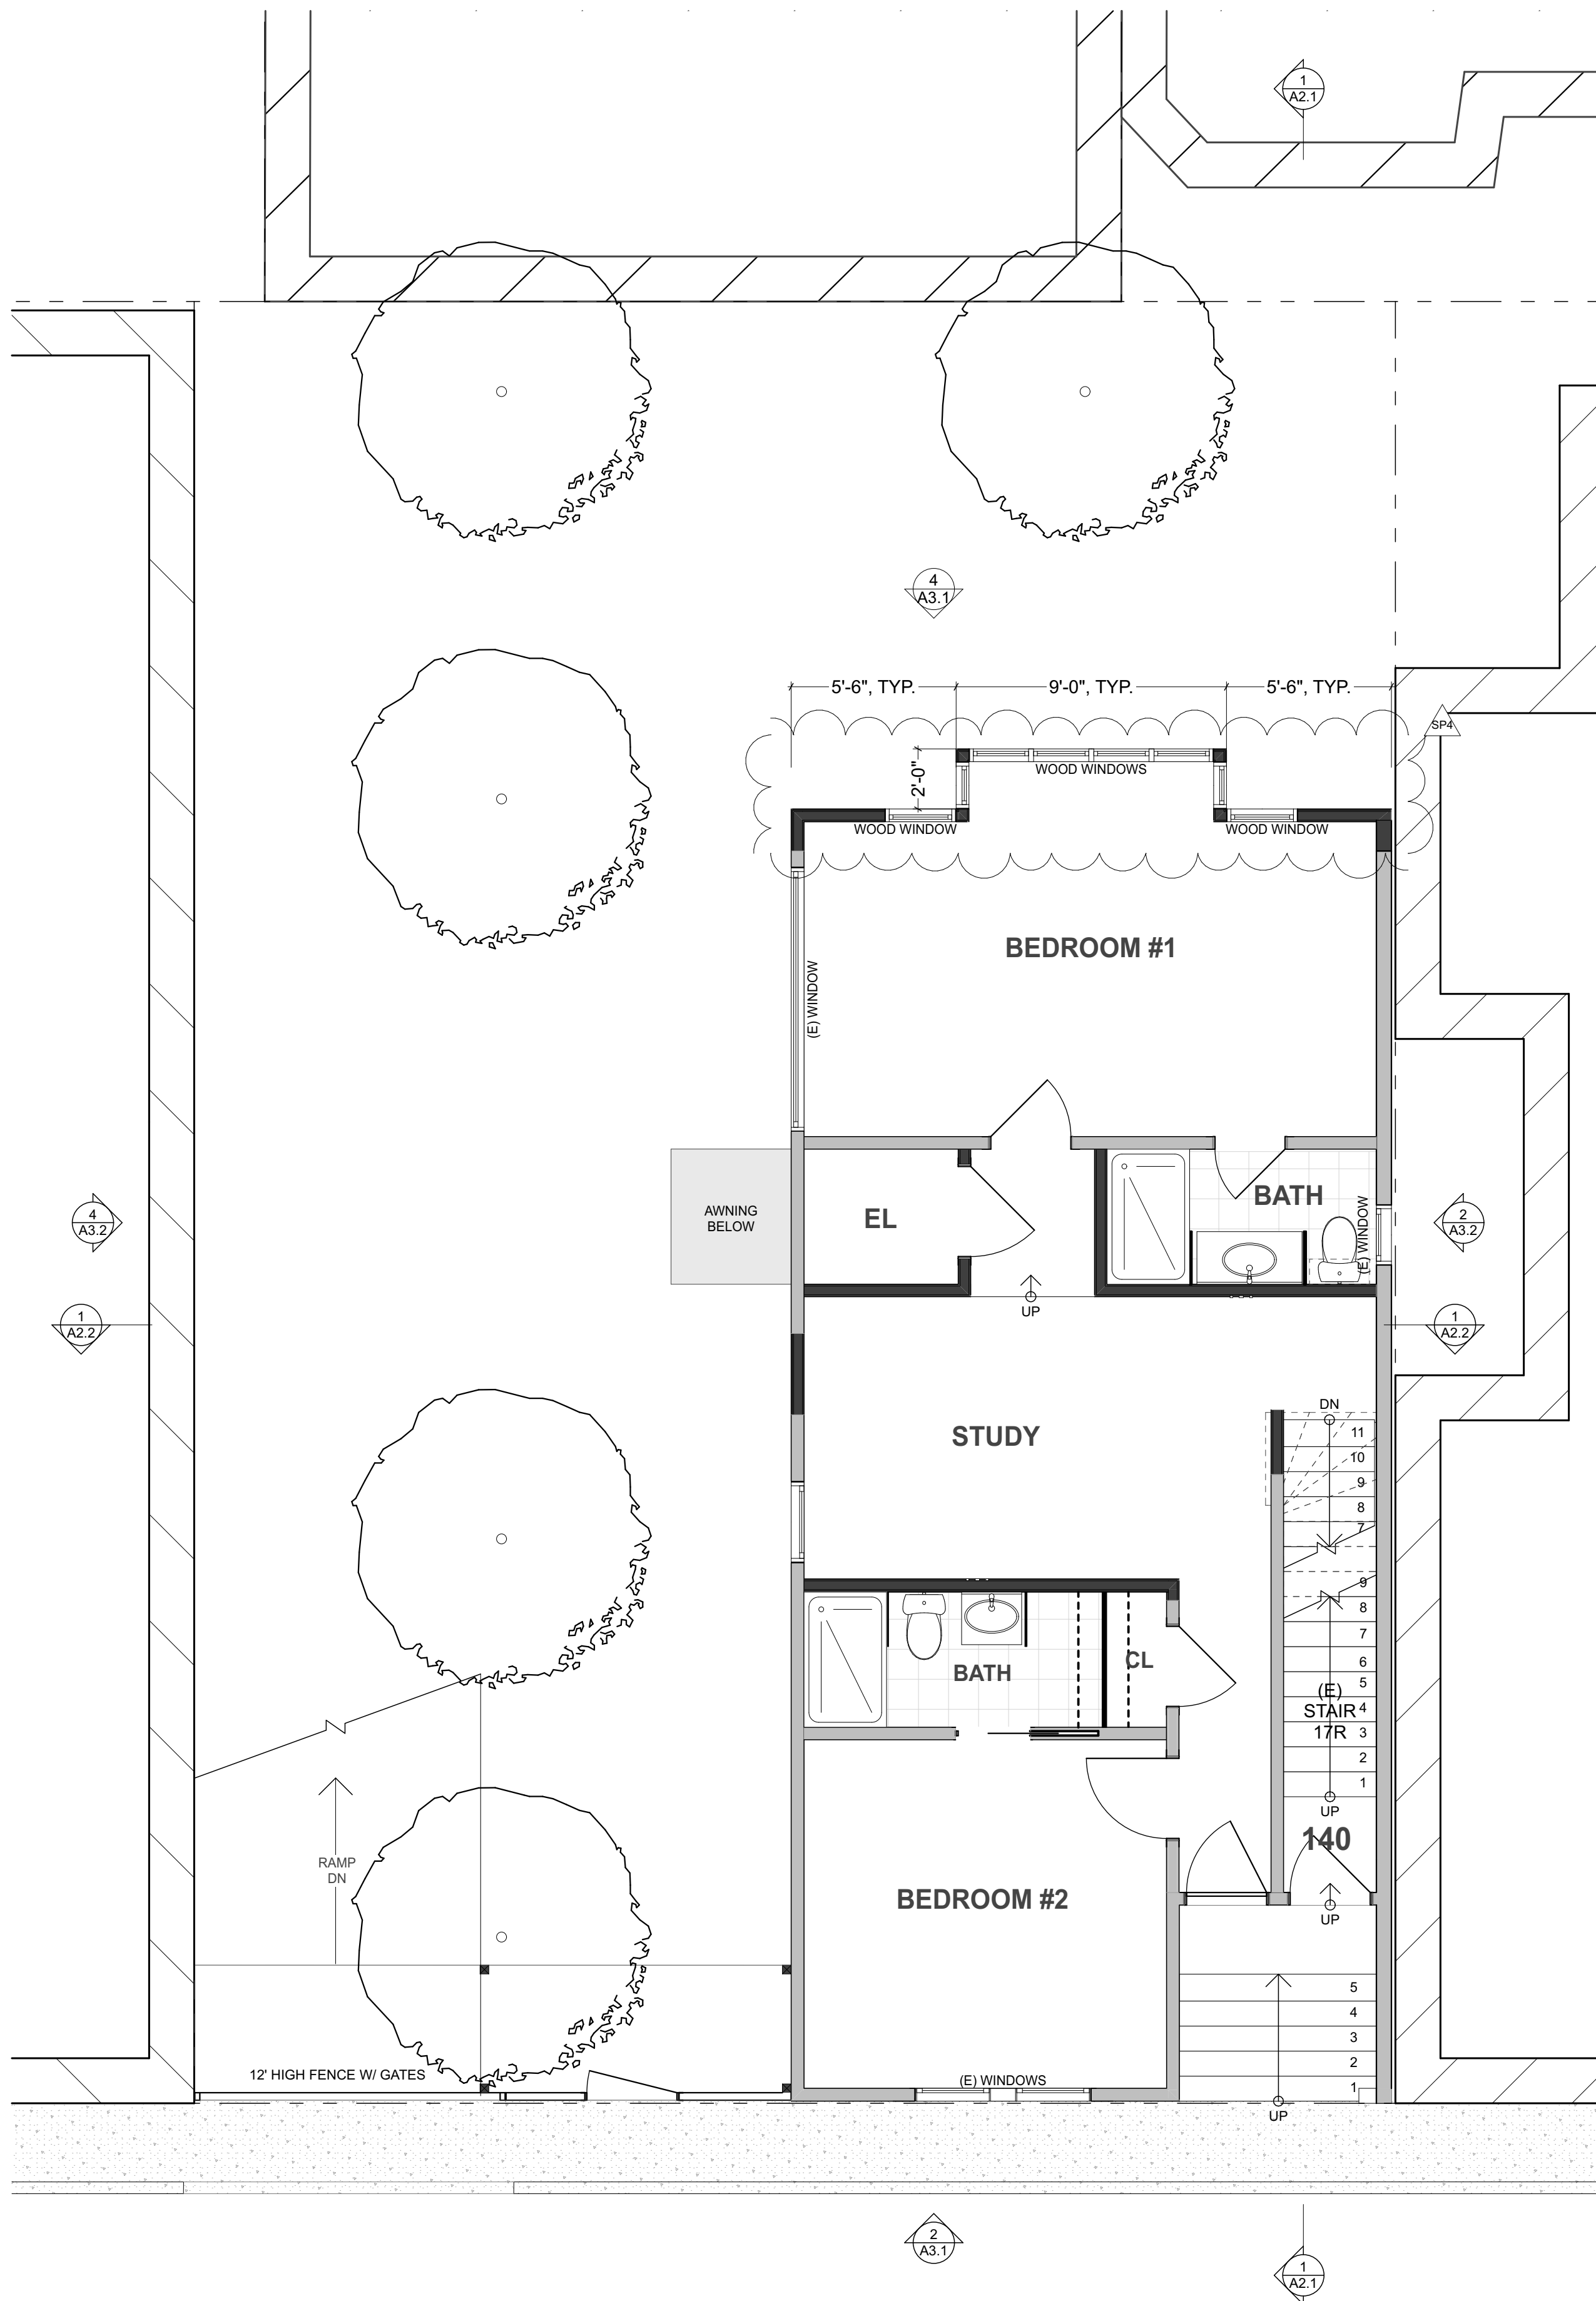 1
A2.1
4
A3.1
5'-6", TYP.
9'-0", TYP.
5'-6", TYP.
SP4
2'-0"
WOOD WINDOWS
WOOD WINDOW
WOOD WINDOW
BEDROOM #1
(E) WINDOW
AWNING
BELOW
EL
BATH
(E) WINDOW
4
A3.2
2
A3.2
UP
1
A2.2
1
A2.2
STUDY
DN
11
10
9
8
7
9
8
7
6
5
4
3
2
1
(E)
STAIR
17R
UP
140
BATH
CL
RAMP
DN
BEDROOM #2
UP
5
4
3
2
1
12' HIGH FENCE W/ GATES
(E) WINDOWS
UP
2
A3.1
1
A2.1